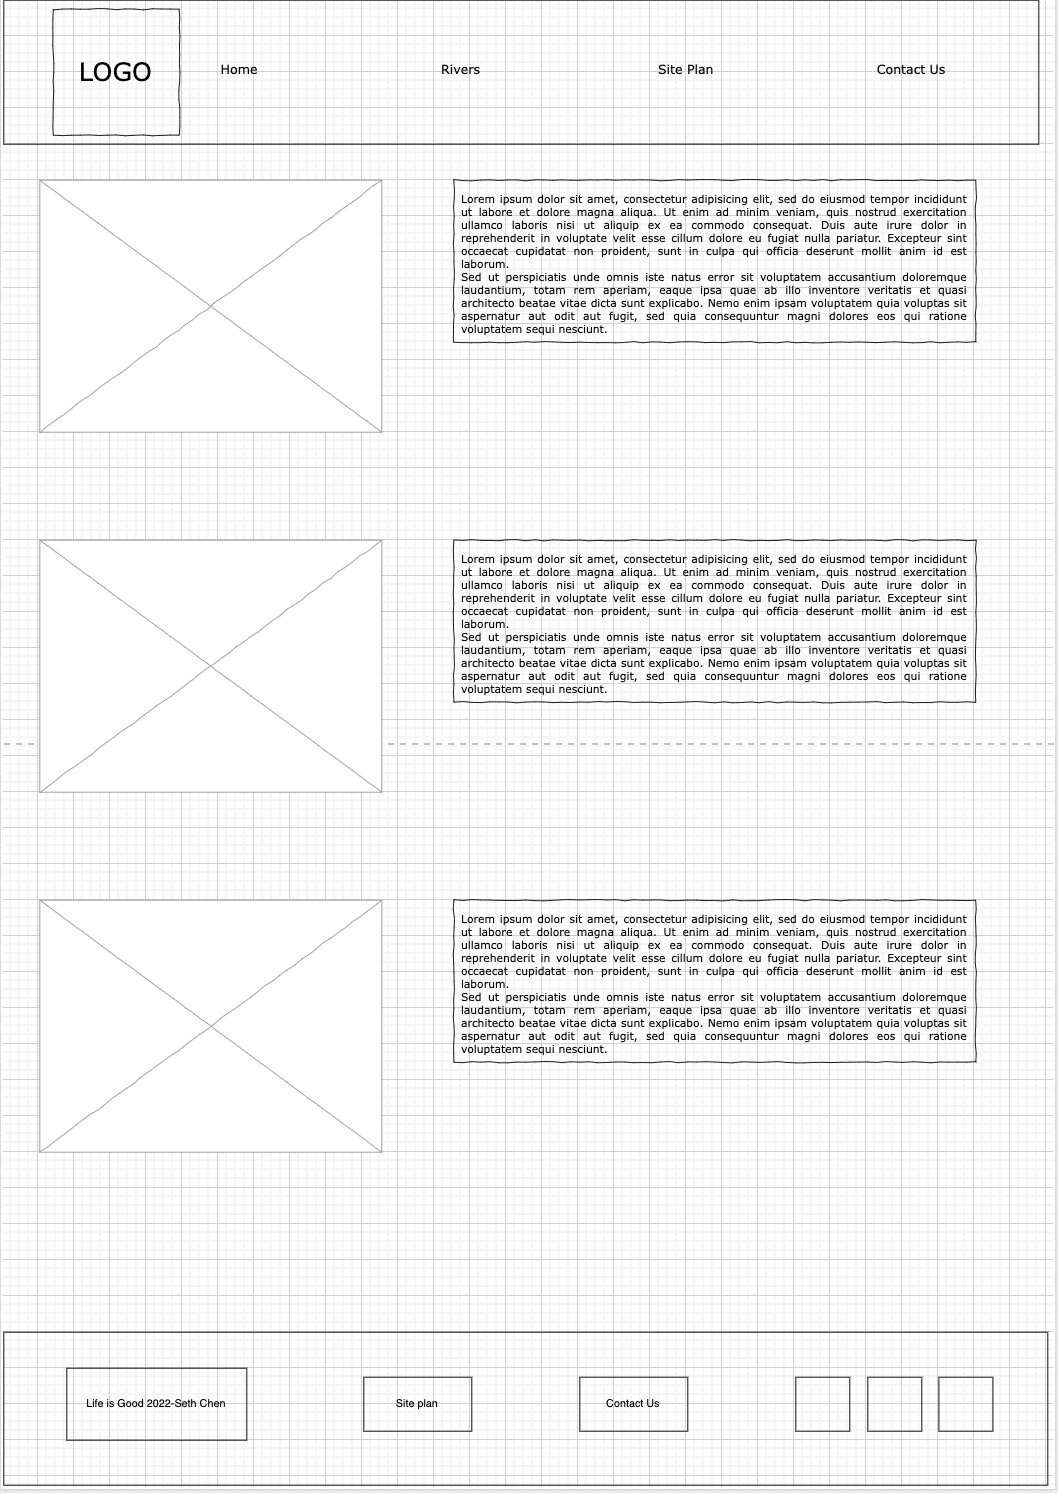 LOGO
Home
Rivers
Site Plan
Contact Us
Lorem ipsum dolor sit amet, consectetur adipisicing elit, sed do eiusmod tempor incididunt
ut labore et dolore magna aliqua. Ut enim ad minim veniam, quis nostrud exercitation
ullamco laboris nisi ut aliquip ex ea commodo consequat. Duis aute irure dolor in
reprehenderit in voluptate velit esse cillum dolore eu fugiat nulla pariatur. Excepteur sint
occaecat cupidatat non proident, sunt in culpa qui officia deserunt mollit anim id est
laborum.
Sed ut perspiciatis unde omnis iste natus error sit voluptatem accusantium doloremque
laudantium, totam rem aperiam, eaque ipsa quae ab illo inventore veritatis et quasi
architecto beatae vitae dicta sunt explicabo. Nemo enim ipsam voluptatem quia voluptas sit
aspernatur aut odit aut fugit, sed quia consequuntur magni dolores eos qui ratione
voluptatem sequi nesciunt.
Lorem ipsum dolor sit amet, consectetur adipisicing elit, sed do eiusmod tempor incididunt
ut labore et dolore magna aliqua. Ut enim ad minim veniam, quis nostrud exercitation
ullamco laboris nisi ut aliquip ex ea commodo consequat. Duis aute irure dolor in
reprehenderit in voluptate velit esse cillum dolore eu fugiat nulla pariatur. Excepteur sint
occaecat cupidatat non proident, sunt in culpa qui officia deserunt mollit anim id est
laborum.
Sed ut perspiciatis unde omnis iste natus error sit voluptatem accusantium doloremque
laudantium, totam rem aperiam, eaque ipsa quae ab illo inventore veritatis et quasi
architecto beatae vitae dicta sunt explicabo. Nemo enim ipsam voluptatem quia voluptas sit
aspernatur aut odit aut fugit, sed quia consequuntur magni dolores eos qui ratione
voluptatem sequi nesciunt.
Lorem ipsum dolor sit amet, consectetur adipisicing elit, sed do eiusmod tempor incididunt
ut labore et dolore magna aliqua. Ut enim ad minim veniam, quis nostrud exercitation
ullamco laboris nisi ut aliquip ex ea commodo consequat. Duis aute irure dolor in
reprehenderit in voluptate velit esse cillum dolore eu fugiat nulla pariatur. Excepteur sint
occaecat cupidatat non proident, sunt in culpa qui officia deserunt mollit anim id est
laborum.
Sed ut perspiciatis unde omnis iste natus error sit voluptatem accusantium doloremque
laudantium, totam rem aperiam, eaque ipsa quae ab illo inventore veritatis et quasi
architecto beatae vitae dicta sunt explicabo. Nemo enim ipsam voluptatem quia voluptas sit
aspernatur aut odit aut fugit, sed quia consequuntur magni dolores eos qui ratione
voluptatem sequi nesciunt.
Life is Good 2022-Seth Chen
Site plan
Contact Us